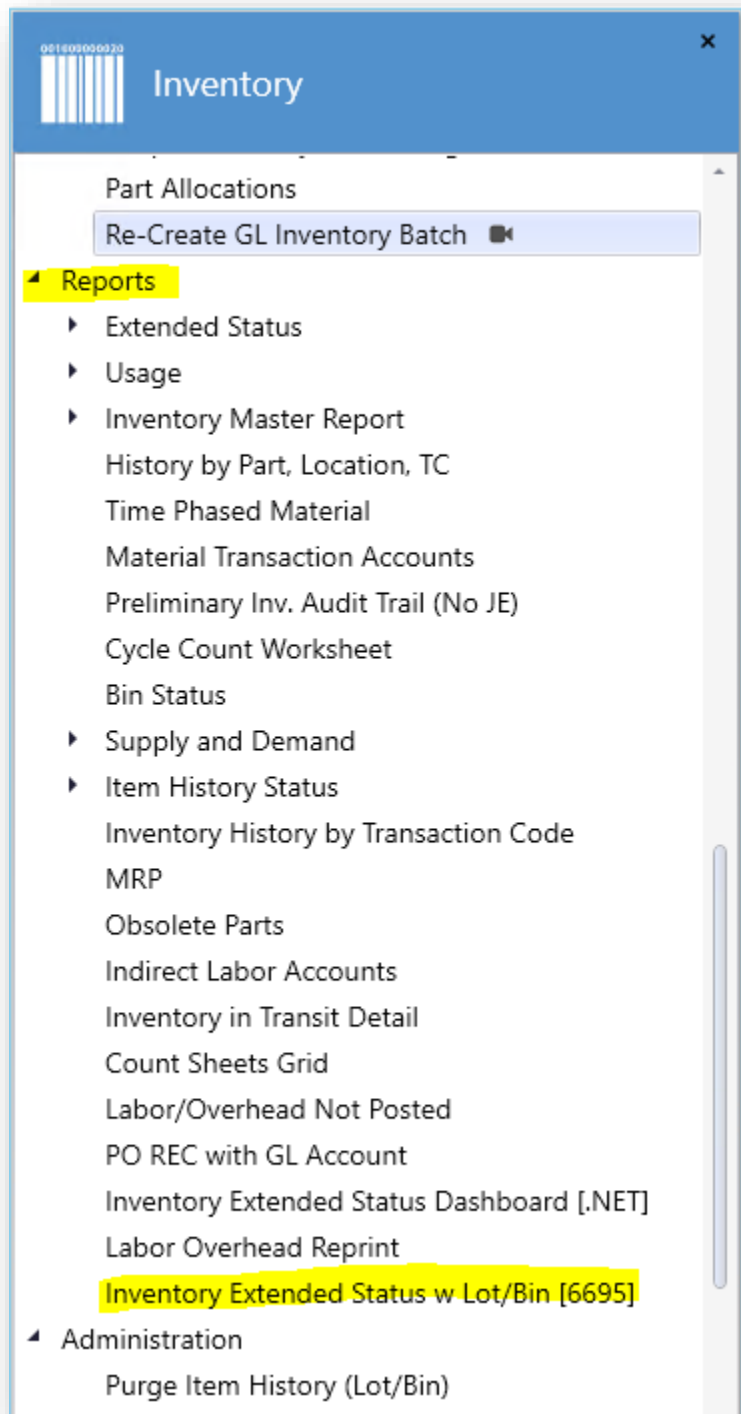 001600000020
Inventory
Part Allocations
Re-Create GL Inventory Batch
Reports
Extended Status
Usage
Inventory Master Report
History by Part, Location, TC
Time Phased Material
Material Transaction Accounts
Preliminary Inv. Audit Trail (No JE)
Cycle Count Worksheet
Bin Status
Supply and Demand
Item History Status
Inventory History by Transaction Code
MRP
Obsolete Parts
Indirect Labor Accounts
Inventory in Transit Detail
Count Sheets Grid
Labor/Overhead Not Posted
PO REC with GL Account
Inventory Extended Status Dashboard [.NET]
Labor Overhead Reprint
Inventory Extended Status w Lot/Bin [6695]
Administration
Purge Item History (Lot/Bin)